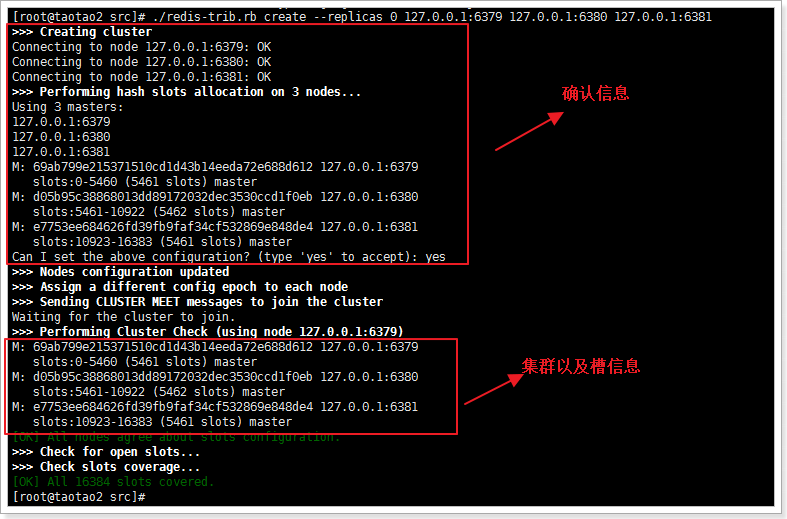 [root@taotao2 src]# ./redis-trib.rb create --replicas 0 127.0.0.1:6379 127.0.0.1:6380 127.0.0.1:6381
>>> Creating cluster
Connecting to node 127.0.0.1:6379: OK
Connecting to node 127.0.0.1:6380: OK
Connecting to node 127.0.0.1:6381: OK
>>> Performing hash slots allocation on 3 nodes...
Using 3 masters:
127.0.0.1:6379
127.0.0.1:6380
127.0.0.1:6381
M: 69ab799e215371510cd1d43b14eeda72e688d612 127.0.0.1:6379
   slots:0-5460 (5461 slots) master
M: d05b95c38868013dd89172032dec3530ccd1f0eb 127.0.0.1:6380
   slots:5461-10922 (5462 slots) master
M: e7753ee684626fd39fb9faf34cf532869e848de4 127.0.0.1:6381
   slots:10923-16383 (5461 slots) master
Can I set the above configuration? (type 'yes' to accept): yes
>>> Nodes configuration updated
>>> Assign a different config epoch to each node
>>> Sending CLUSTER MEET messages to join the cluster
Waiting for the cluster to join.
>>> Performing Cluster Check (using node 127.0.0.1:6379)
M: 69ab799e215371510cd1d43b14eeda72e688d612 127.0.0.1:6379
   slots:0-5460 (5461 slots) master
M: d05b95c38868013dd89172032dec3530ccd1f0eb 127.0.0.1:6380
   slots:5461-10922 (5462 slots) master
M: e7753ee684626fd39fb9faf34cf532869e848de4 127.0.0.1:6381
   slots:10923-16383 (5461 slots) master
[OK] All nodes agree about slots configuration.
>>> Check for open slots...
>>> Check slots coverage...
[OK] All 16384 slots covered.
[root@taotao2 src]#
确认信息
集群以及槽信息